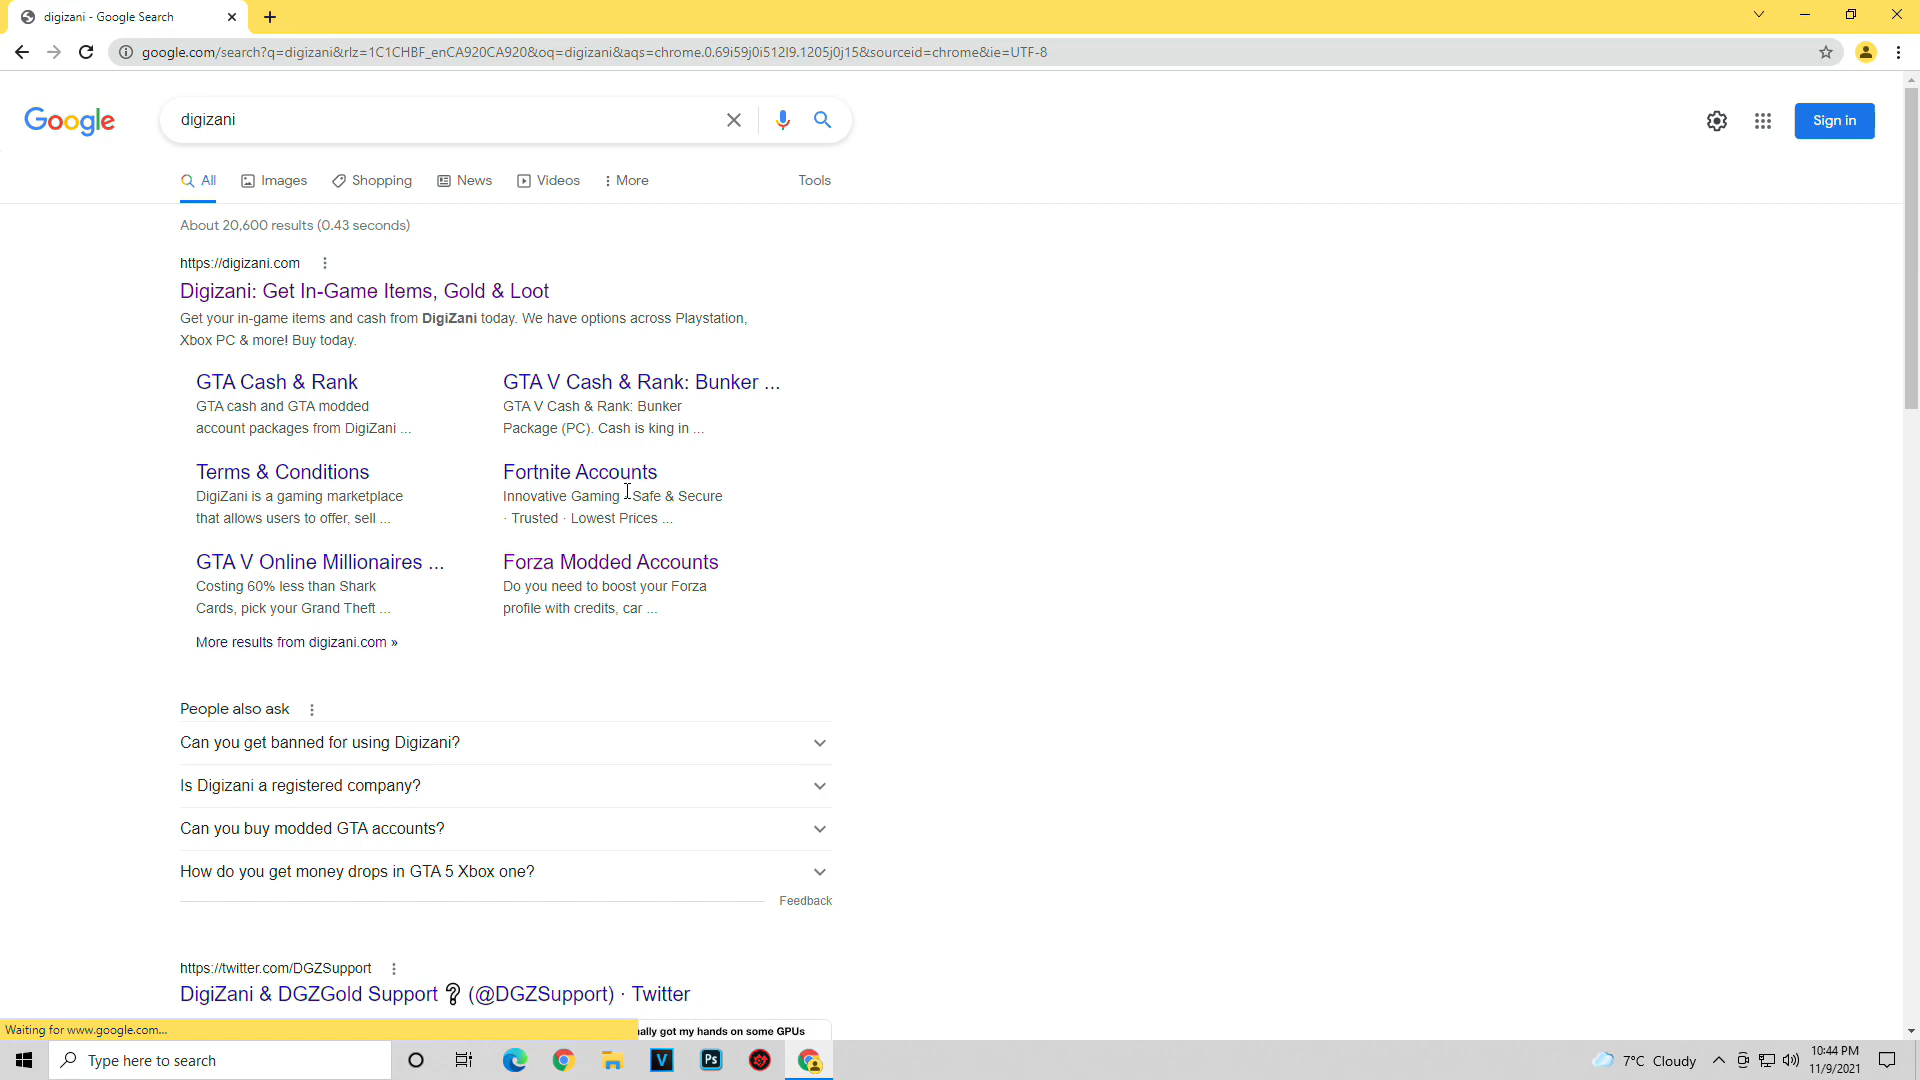 digizani - Google Search
google.com/search?q=digizani&rlz=1C1CHBF_enCA920CA920&oq=digizani&aqs=chrome.0.69i59j0i512l9.1205j0j15&sourceid=chrome&ie=UTF-8
Google
digizani
Sign in
All
Images
Shopping
News
Videos
More
Tools
About 20,600 results (0.43 seconds)
https://digizani.com
Digizani: Get In-Game Items, Gold & Loot
Get your in-game items and cash from DigiZani today. We have options across Playstation,
Xbox PC & more! Buy today.
GTA Cash & Rank
GTA cash and GTA modded
account packages from DigiZani ...
GTA V Cash & Rank: Bunker ...
GTA V Cash & Rank: Bunker
Package (PC). Cash is king in ...
Terms & Conditions
DigiZani is a gaming marketplace
that allows users to offer, sell ...
Fortnite Accounts
Innovative Gaming · Safe & Secure
· Trusted · Lowest Prices ...
GTA V Online Millionaires ...
Costing 60% less than Shark
Cards, pick your Grand Theft ...
Forza Modded Accounts
Do you need to boost your Forza
profile with credits, car ...
More results from digizani.com »
People also ask
Can you get banned for using Digizani?
Is Digizani a registered company?
Can you buy modded GTA accounts?
How do you get money drops in GTA 5 Xbox one?
Feedback
https://twitter.com/DGZSupport
DigiZani & DGZGold Support ❔ (@DGZSupport) · Twitter
Waiting for www.google.com...
got my hands on some GPUs
Type here to search
V
Ps
7°C Cloudy
10:44 PM
11/9/2021